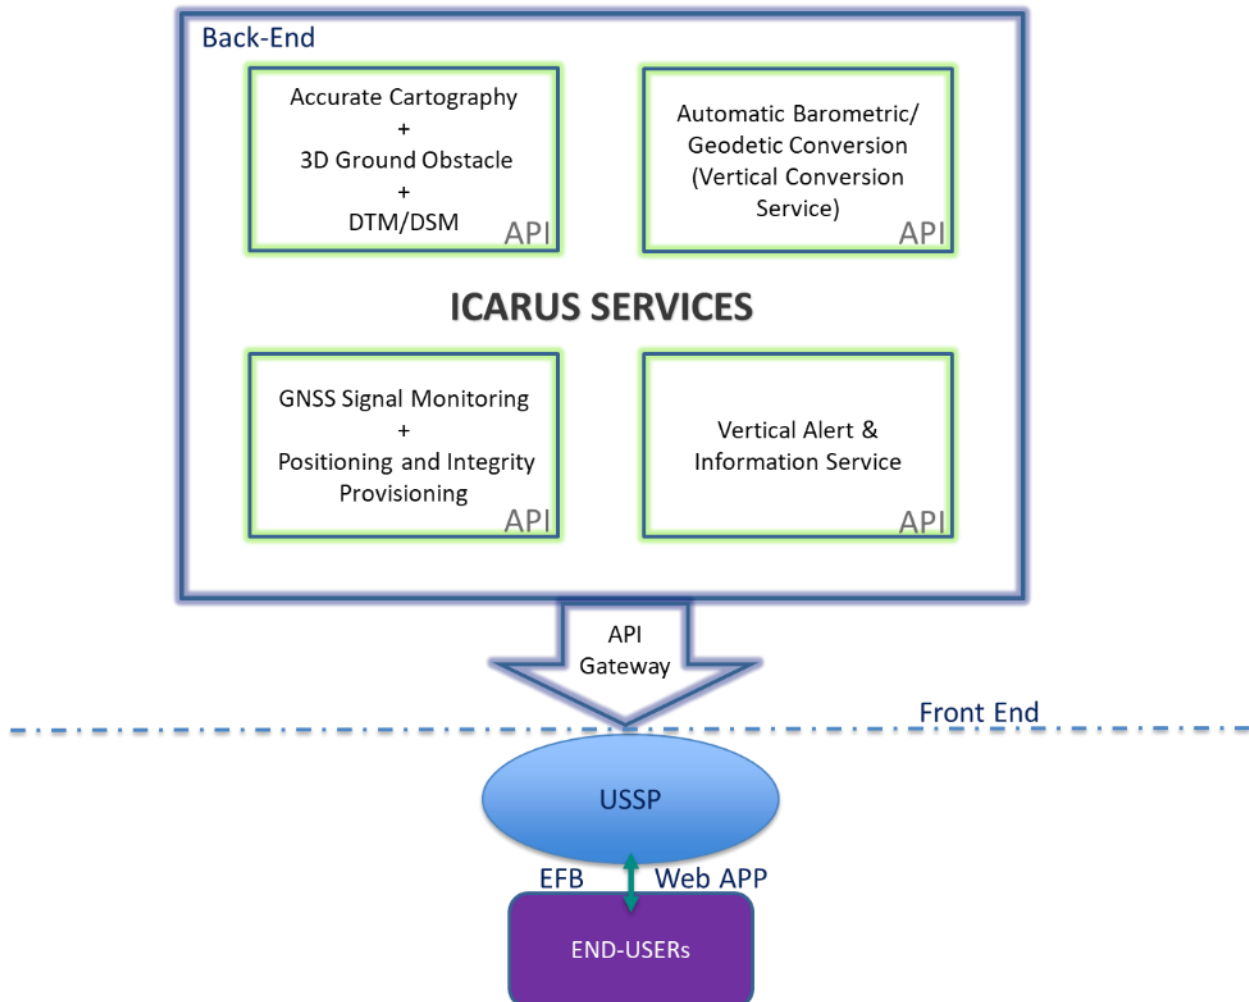 Back-End
Accurate Cartography
+
3D Ground Obstacle
+
DTM/DSM
API
Automatic Barometric/
Geodetic Conversion
(Vertical Conversion
Service)
API
ICARUS SERVICES
GNSS Signal Monitoring
+
Positioning and Integrity
Provisioning
API
Vertical Alert &
Information Service
API
API
Gateway
Front End
USSP
EFB
Web APP
END-USERs